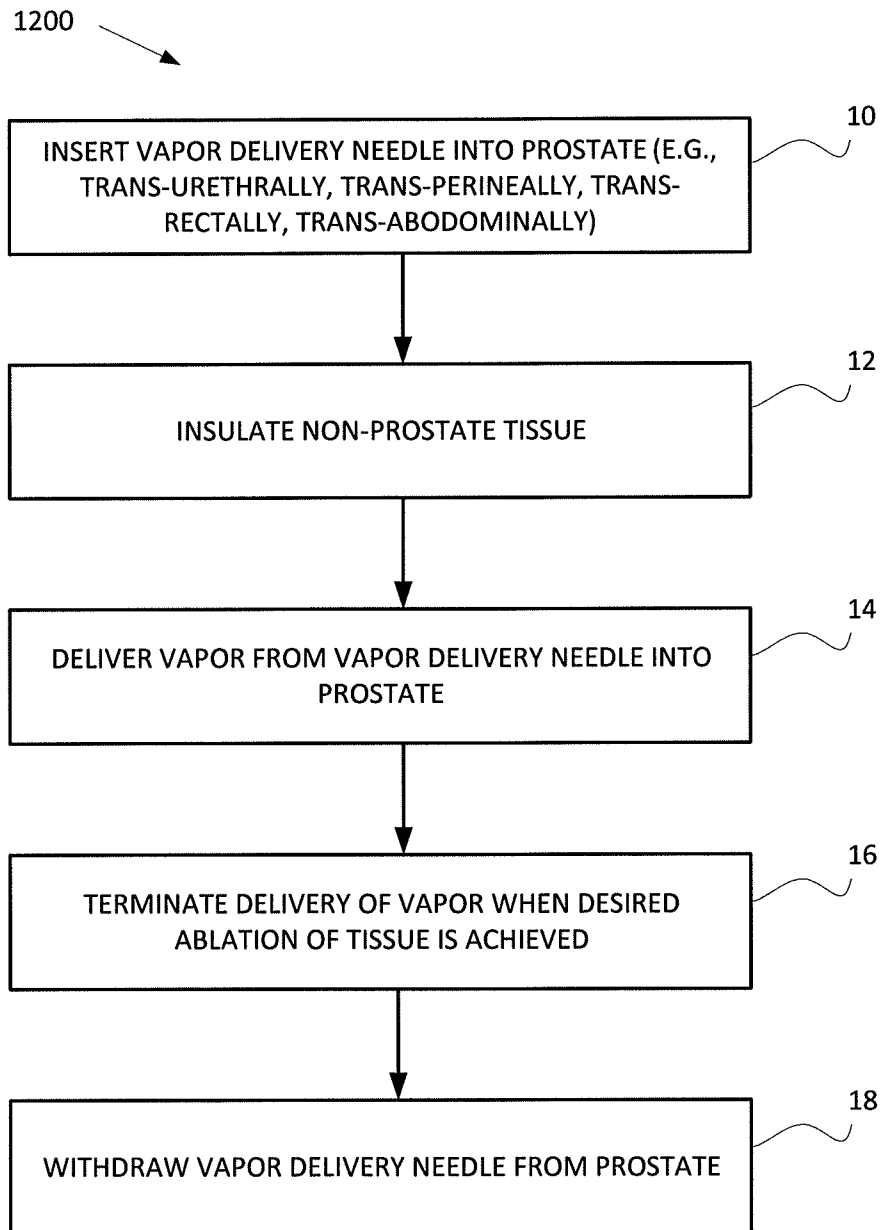 1200
10
INSERT VAPOR DELIVERY NEEDLE INTO PROSTATE (E.G.,
TRANS-URETHRALLY, TRANS-PERINEALLY, TRANS-
RECTALLY, TRANS-ABODOMINALLY)
12
INSULATE NON-PROSTATE TISSUE
14
DELIVER VAPOR FROM VAPOR DELIVERY NEEDLE INTO
PROSTATE
16
TERMINATE DELIVERY OF VAPOR WHEN DESIRED
ABLATION OF TISSUE IS ACHIEVED
18
WITHDRAW VAPOR DELIVERY NEEDLE FROM PROSTATE